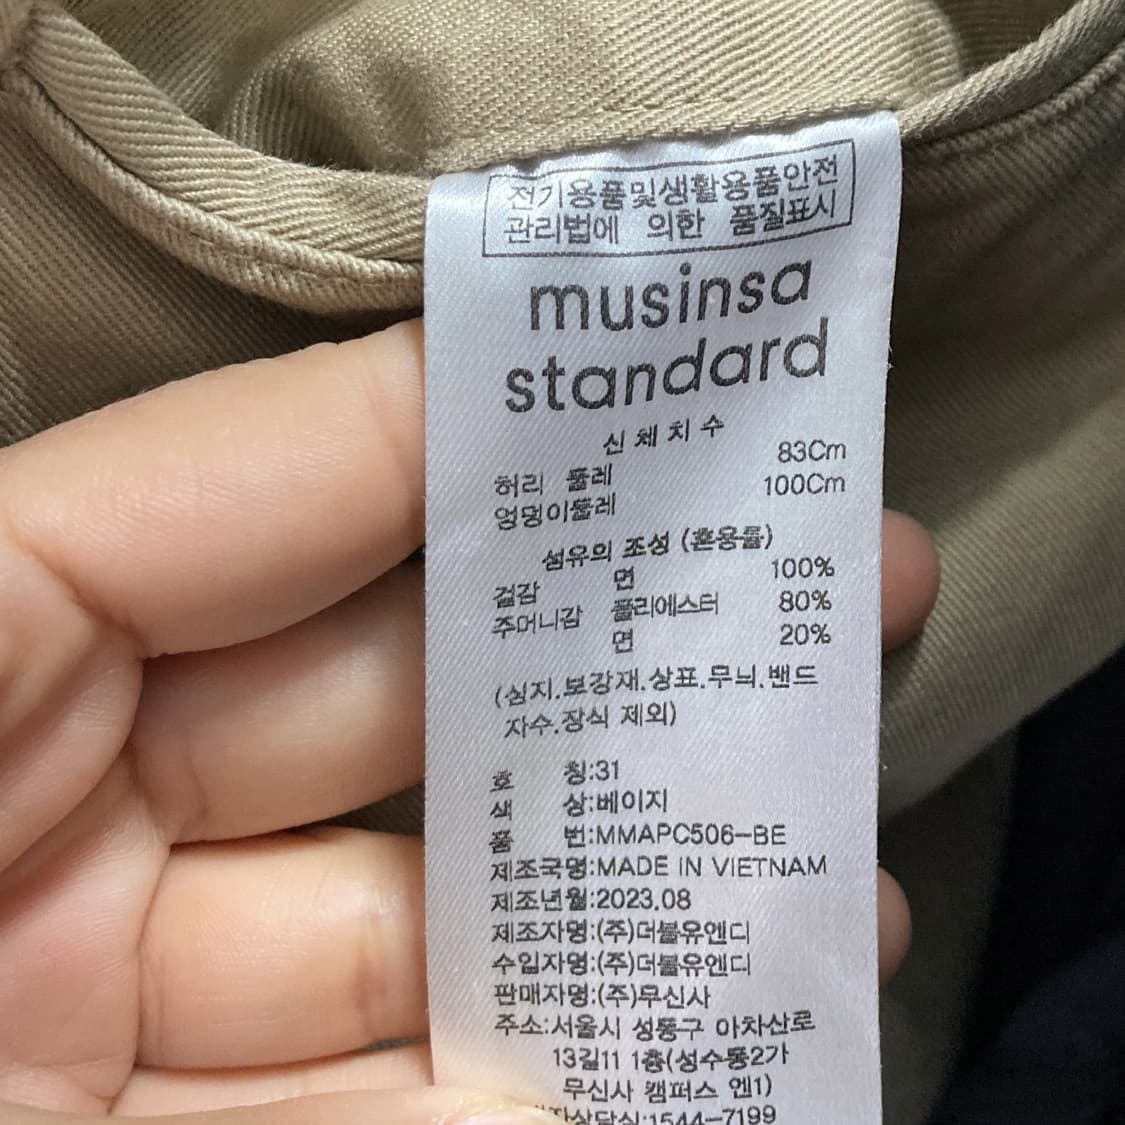 전기용품및생활용품안전
관리법에 의한 품질표시
musinsa
standard
신체치수
허리 둘레 83Cm
엉덩이둘레 100Cm
섬유의 조성 (혼용률)
겉감 면 100%
주머니감 폴리에스터 80%
면 20%
(심지.보강재.상표.무늬.밴드
자수.장식 제외)
호 칭:31
색 상:베이지
품 번:MMAPC506-BE
제조국명:MADE IN VIETNAM
제조년월:2023.08
제조자명:(주)더블유앤디
수입자명:(주)더블유앤디
판매자명:(주)무신사
주소:서울시 성동구 아차산로
13길11 1층(성수동2가
무신사 캠퍼스 엔1)
자상담실:1544-7199